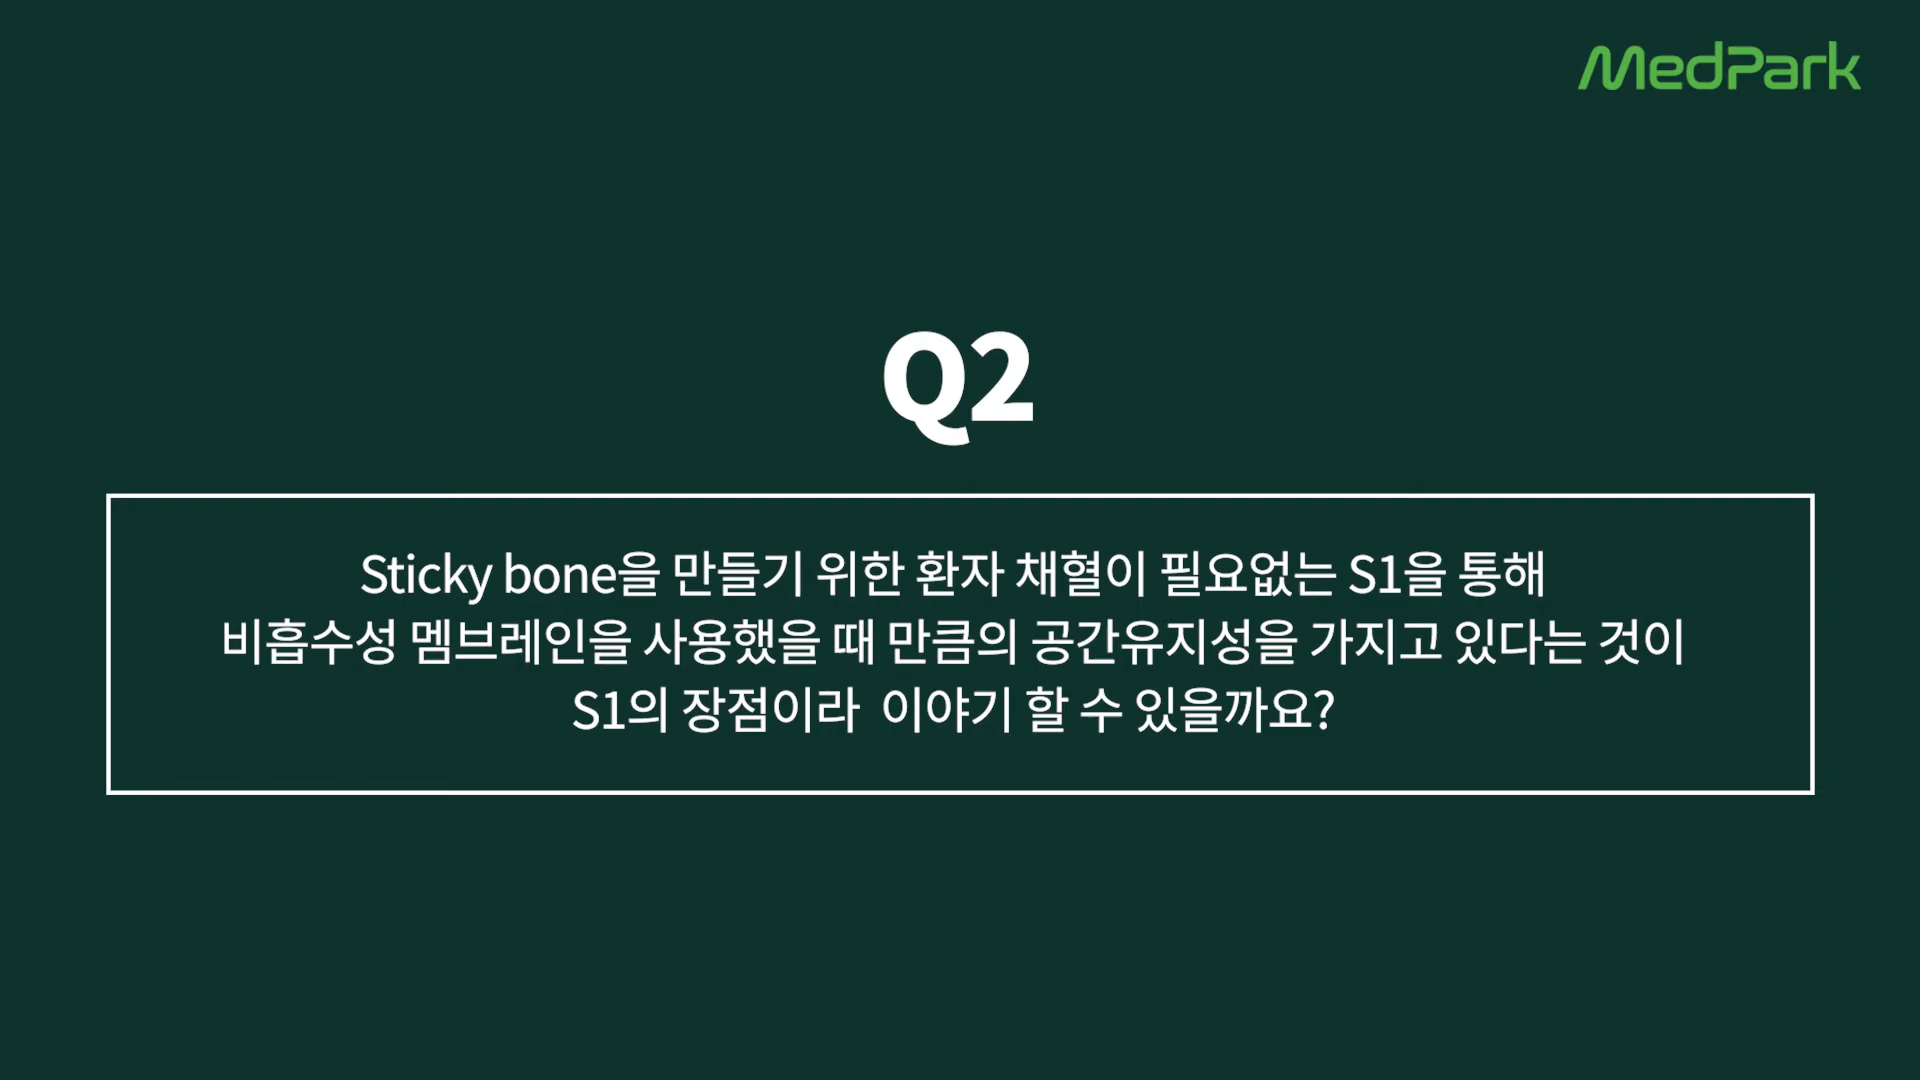 MedPark
Q2
Sticky bone을 만들기 위한 환자 채혈이 필요없는 S1을 통해
비흡수성 멤브레인을 사용했을 때 만큼의 공간유지성을 가지고 있다는 것이
S1의 장점이라 이야기 할 수 있을까요?